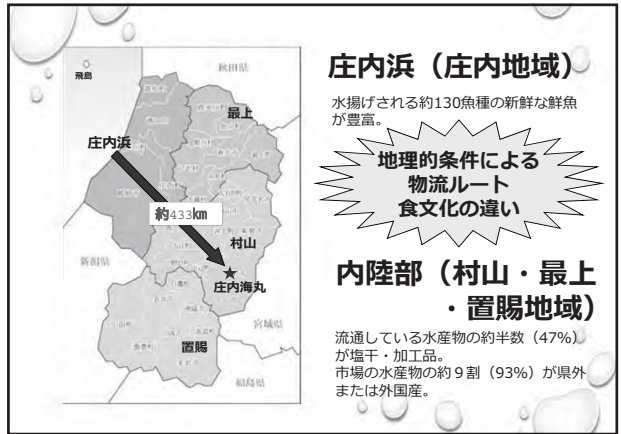 庄内浜（庄内地域）
水揚げされる約130魚種の新鮮な鮮魚
が豊富。
地理的条件による
物流ルート
食文化の違い
内陸部（村山・最上
・置賜地域）
流通している水産物の約半数（47%）
が塩干・加工品。
市場の水産物の約９割（93%）が県外
または外国産。
飛島
秋田県
最上
庄内浜
約433km
村山
庄内海丸
新潟県
宮城県
置賜
福島県